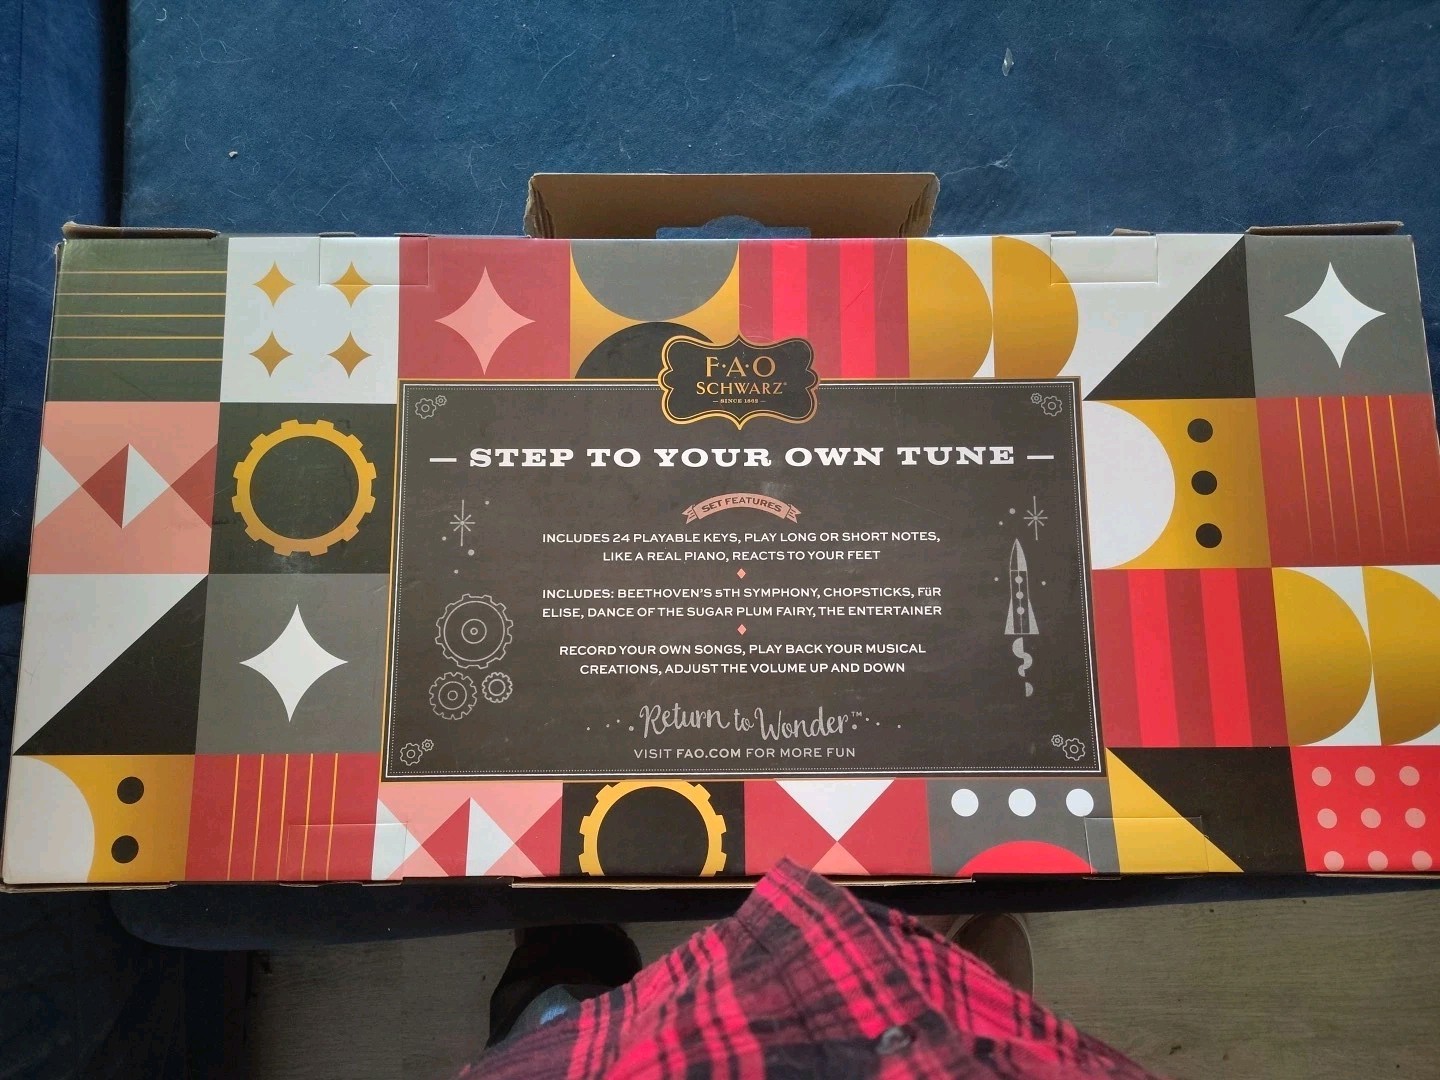 F·A·O
SCHWARZ®
— SINCE 1862 —
— STEP TO YOUR OWN TUNE —
SET FEATURES
INCLUDES 24 PLAYABLE KEYS, PLAY LONG OR SHORT NOTES,
LIKE A REAL PIANO, REACTS TO YOUR FEET
INCLUDES: BEETHOVEN'S 5TH SYMPHONY, CHOPSTICKS, FüR
ELISE, DANCE OF THE SUGAR PLUM FAIRY, THE ENTERTAINER
RECORD YOUR OWN SONGS, PLAY BACK YOUR MUSICAL
CREATIONS, ADJUST THE VOLUME UP AND DOWN
Return to Wonder.™
VISIT FAO.COM FOR MORE FUN